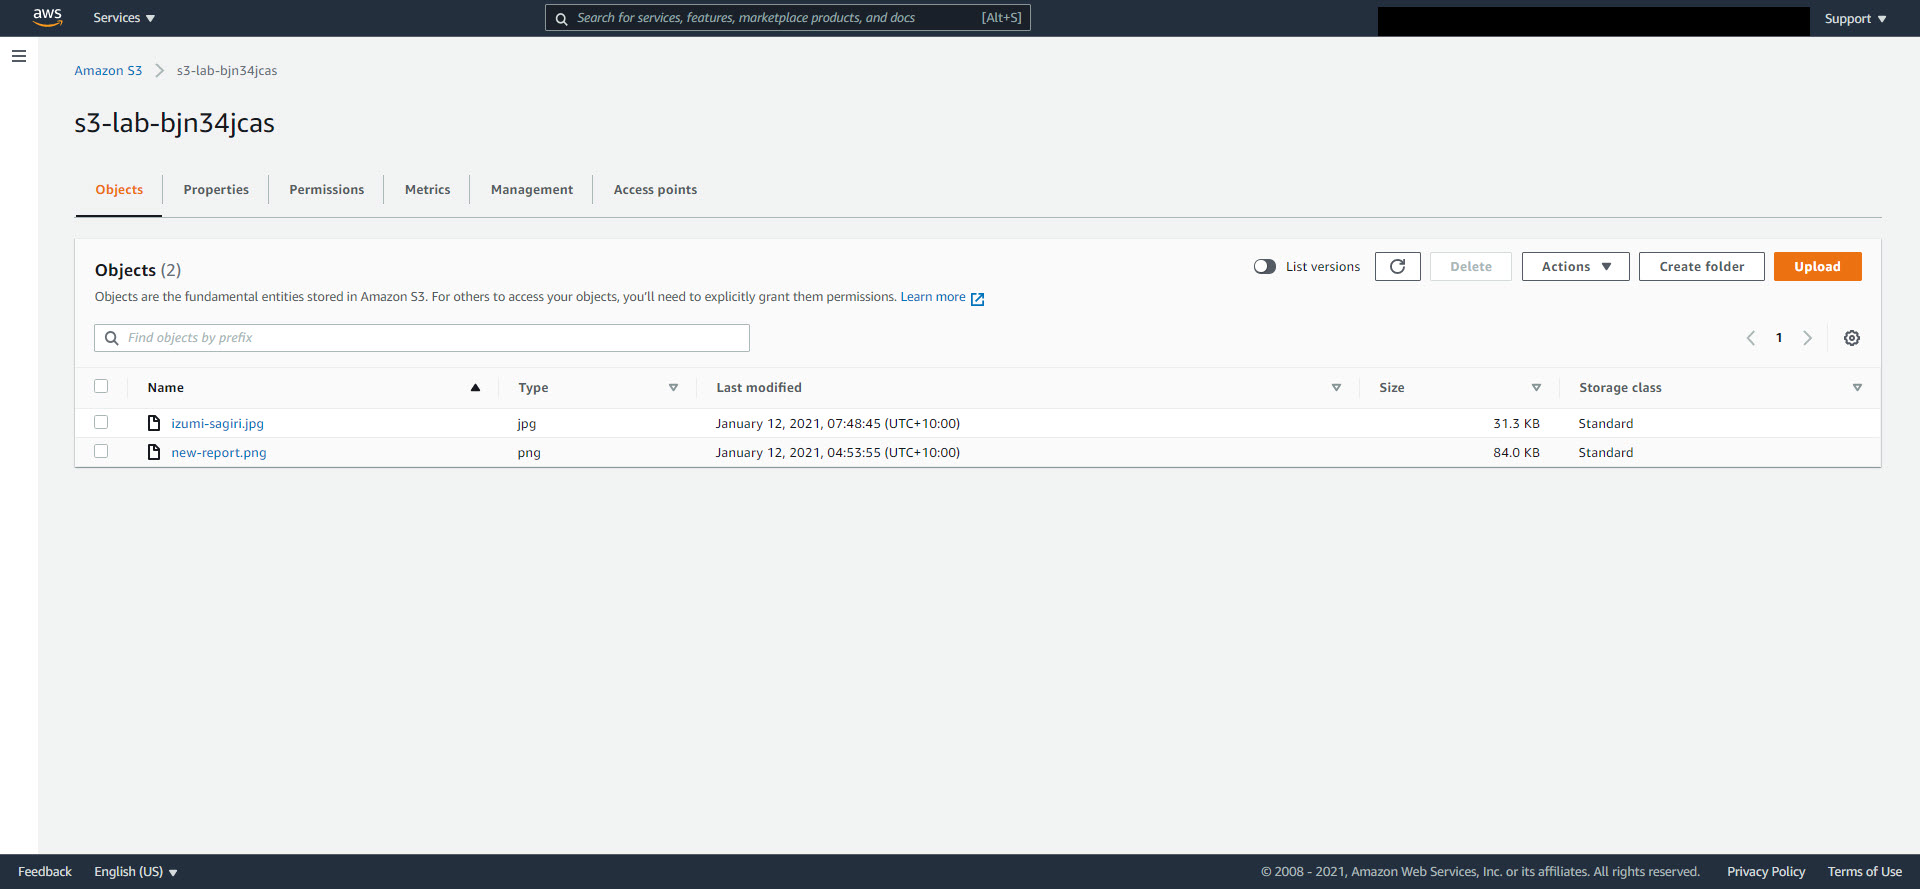 aws Services Search for services, features, marketplace products, and docs [Alt+S] Support
Amazon S3 s3-lab-bjn34jcas
s3-lab-bjn34jcas
Objects Properties Permissions Metrics Management Access points
Objects (2) List versions Delete Actions Create folder Upload
Objects are the fundamental entities stored in Amazon S3. For others to access your objects, you'll need to explicitly grant them permissions. Learn more
Find objects by prefix 1
Name Type Last modified Size Storage class
izumi-sagiri.jpg jpg January 12, 2021, 07:48:45 (UTC+10:00) 31.3 KB Standard
new-report.png png January 12, 2021, 04:53:55 (UTC+10:00) 84.0 KB Standard
Feedback English (US) © 2008 - 2021, Amazon Web Services, Inc. or its affiliates. All rights reserved. Privacy Policy Terms of Use